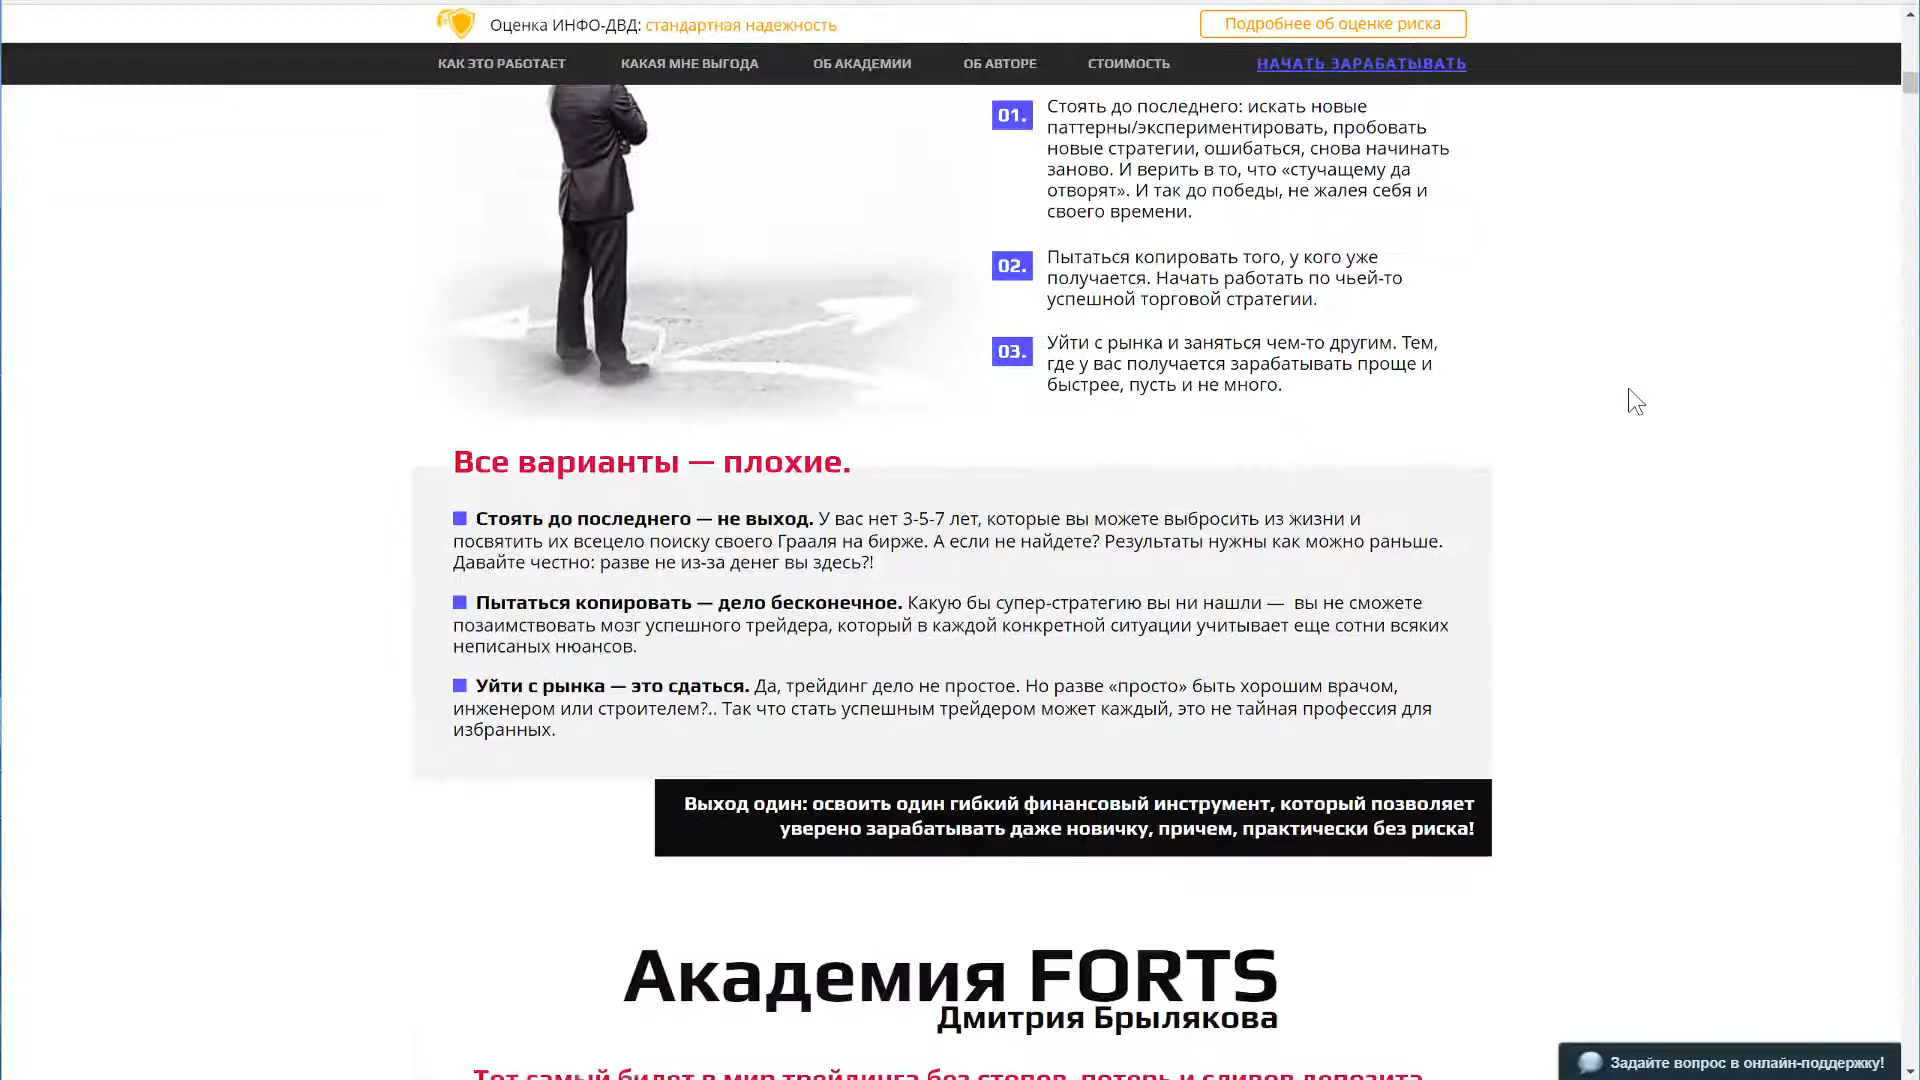 Оценка ИНФО-ДВД: стандартная надежность
Подробнее об оценке риска
КАК ЭТО РАБОТАЕТ
КАКАЯ МНЕ ВЫГОДА
ОБ АКАДЕМИИ
ОБ АВТОРЕ
СТОИМОСТЬ
НАЧАТЬ ЗАРАБАТЫВАТЬ
01.
Стоять до последнего: искать новые
паттерны/экспериментировать, пробовать
новые стратегии, ошибаться, снова начинать
заново. И верить в то, что «стучащему да
отворят». И так до победы, не жалея себя и
своего времени.
02.
Пытаться копировать того, у кого уже
получается. Начать работать по чьей-то
успешной торговой стратегии.
03.
Уйти с рынка и заняться чем-то другим. Тем,
где у вас получается зарабатывать проще и
быстрее, пусть и не много.
Все варианты — плохие.
Стоять до последнего — не выход. У вас нет 3-5-7 лет, которые вы можете выбросить из жизни и
посвятить их всецело поиску своего Грааля на бирже. А если не найдете? Результаты нужны как можно раньше.
Давайте честно: разве не из-за денег вы здесь?!
Пытаться копировать — дело бесконечное. Какую бы супер-стратегию вы ни нашли — вы не сможете
позаимствовать мозг успешного трейдера, который в каждой конкретной ситуации учитывает еще сотни всяких
неписаных нюансов.
Уйти с рынка — это сдаться. Да, трейдинг дело не простое. Но разве «просто» быть хорошим врачом,
инженером или строителем?.. Так что стать успешным трейдером может каждый, это не тайная профессия для
избранных.
Выход один: освоить один гибкий финансовый инструмент, который позволяет
уверено зарабатывать даже новичку, причем, практически без риска!
Академия FORTS
Дмитрия Брылякова
Тот самый билет в мир трейдинга без стопов, потерь и сливов депозита
Задайте вопрос в онлайн-поддержку!